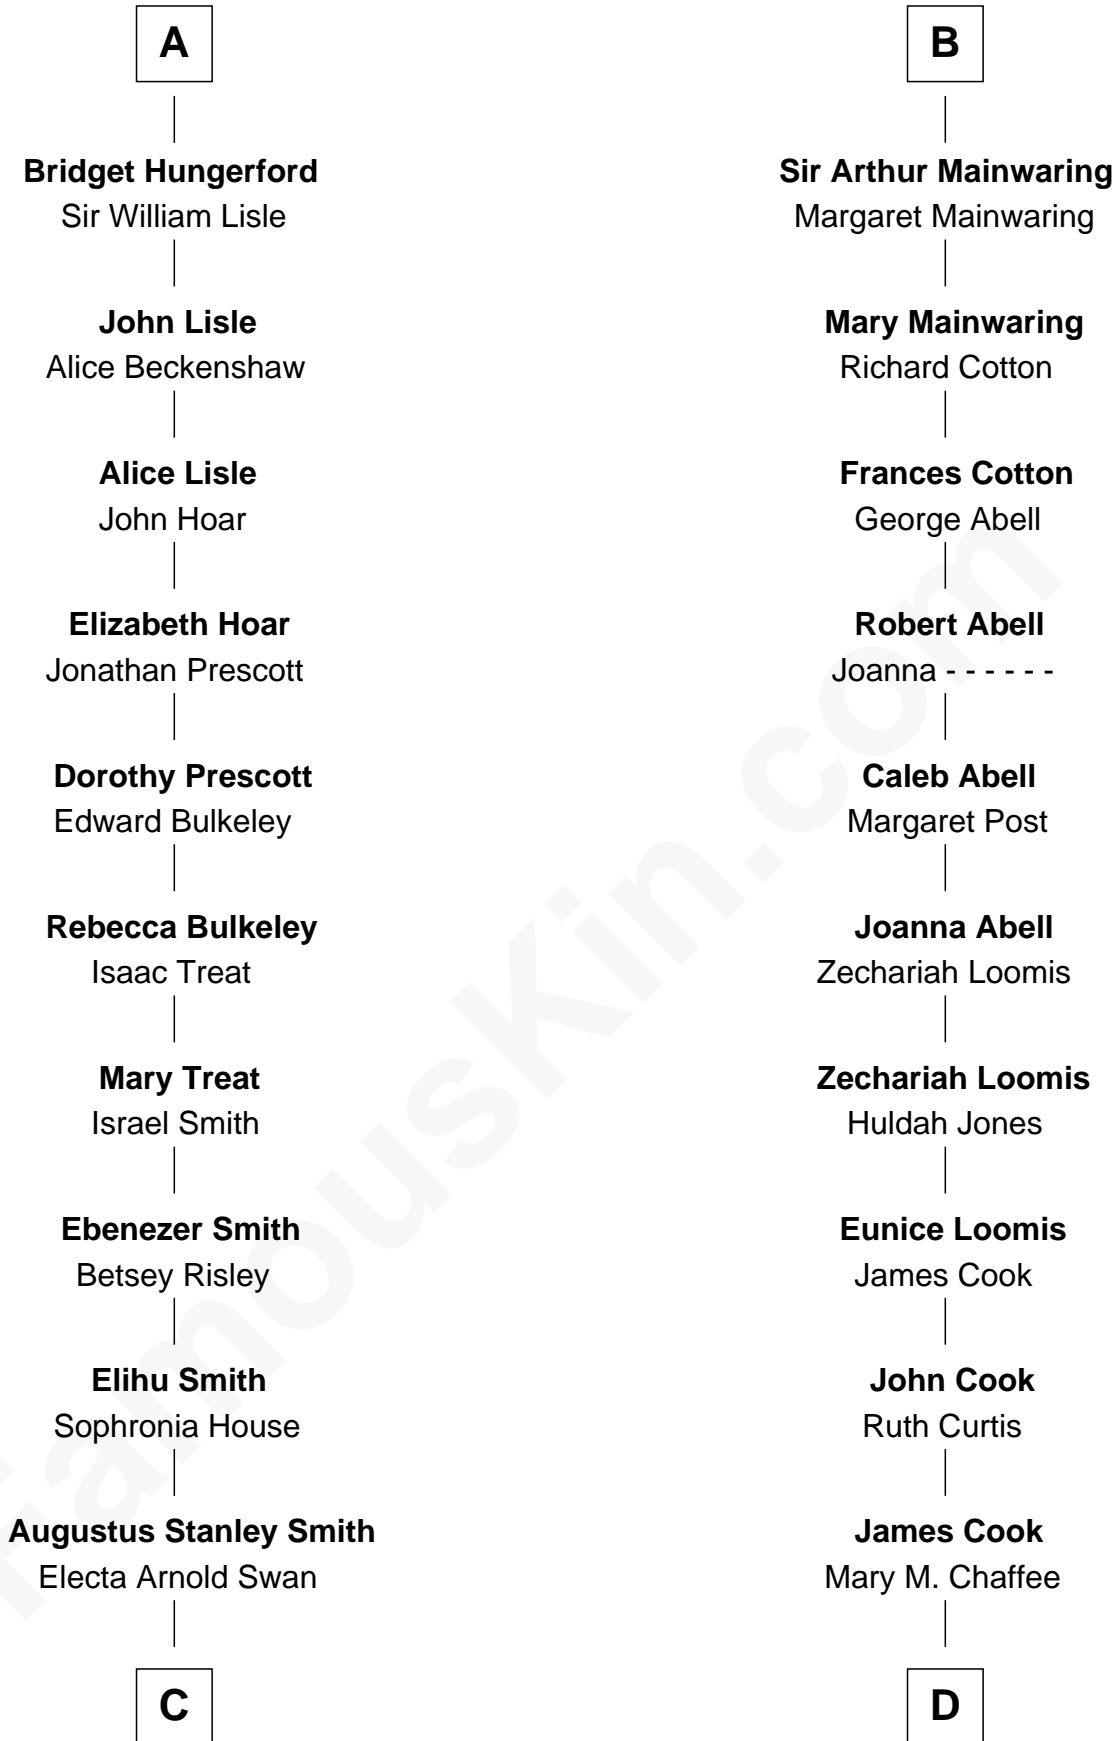 A
Bridget Hungerford
Sir William Lisle
John Lisle
Alice Beckenshaw
Alice Lisle
John Hoar
Elizabeth Hoar
Jonathan Prescott
Dorothy Prescott
Edward Bulkeley
Rebecca Bulkeley
Isaac Treat
Mary Treat
Israel Smith
Ebenezer Smith
Betsey Risley
Elihu Smith
Sophronia House
Augustus Stanley Smith
Electa Arnold Swan
C
B
Sir Arthur Mainwaring
Margaret Mainwaring
Mary Mainwaring
Richard Cotton
Frances Cotton
George Abell
Robert Abell
Joanna - - - - - -
Caleb Abell
Margaret Post
Joanna Abell
Zechariah Loomis
Zechariah Loomis
Huldah Jones
Eunice Loomis
James Cook
John Cook
Ruth Curtis
James Cook
Mary M. Chaffee
D
FamousKin.com